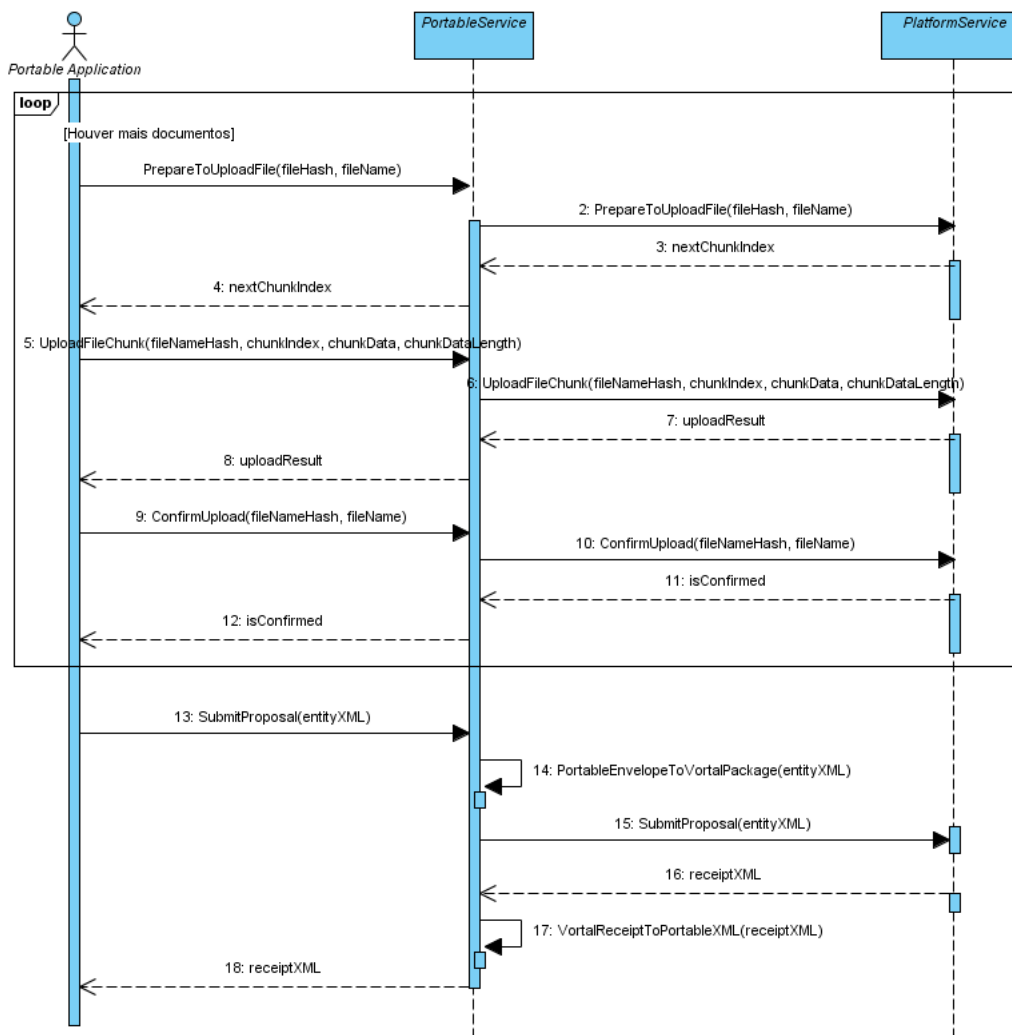 PortableService
PlatformService
Portable Application
loop
[Houver mais documentos]
PrepareToUploadFile(fileHash, fileName)
2: PrepareToUploadFile(fileHash, fileName)
3: nextChunkIndex
4: nextChunkIndex
5: UploadFileChunk(fileNameHash, chunkIndex, chunkData, chunkDataLength)
6: UploadFileChunk(fileNameHash, chunkIndex, chunkData, chunkDataLength)
7: uploadResult
8: uploadResult
9: ConfirmUpload(fileNameHash, fileName)
10: ConfirmUpload(fileNameHash, fileName)
11: isConfirmed
12: isConfirmed
13: SubmitProposal(entityXML)
14: PortableEnvelopeToVortalPackage(entityXML)
15: SubmitProposal(entityXML)
16: receiptXML
17: VortalReceiptToPortableXML(receiptXML)
18: receiptXML